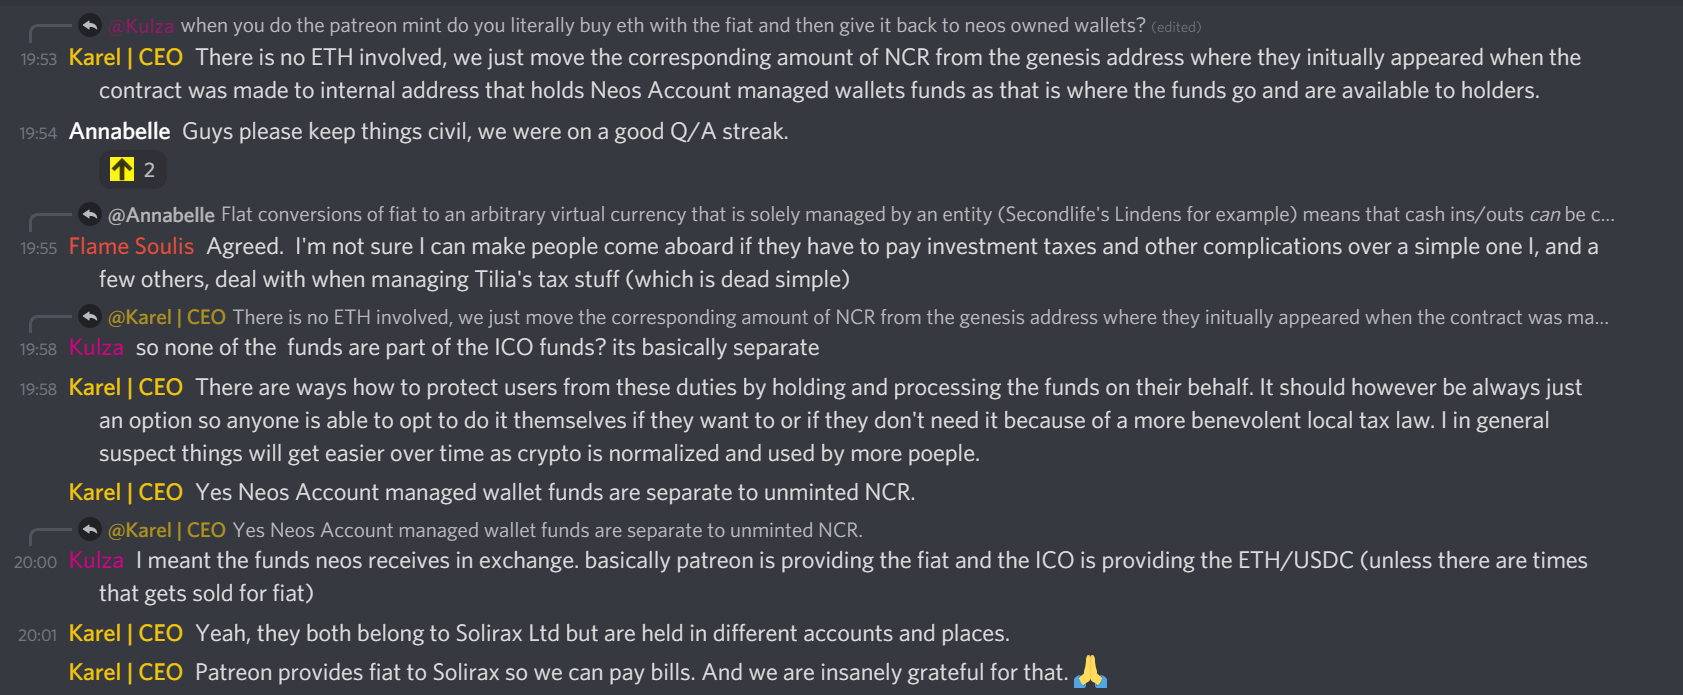 @Kulza when you do the patreon mint do you literally buy eth with the fiat and then give it back to neos owned wallets? (edited)
19:53 Karel | CEO There is no ETH involved, we just move the corresponding amount of NCR from the genesis address where they initually appeared when the
contract was made to internal address that holds Neos Account managed wallets funds as that is where the funds go and are available to holders.
19:54 Annabelle Guys please keep things civil, we were on a good Q/A streak.
2
@Annabelle Flat conversions of fiat to an arbitrary virtual currency that is solely managed by an entity (Secondlife's Lindens for example) means that cash ins/outs can be c...
19:55 Flame Soulis Agreed. I'm not sure I can make people come aboard if they have to pay investment taxes and other complications over a simple one I, and a
few others, deal with when managing Tilia's tax stuff (which is dead simple)
@Karel | CEO There is no ETH involved, we just move the corresponding amount of NCR from the genesis address where they initually appeared when the contract was ma...
19:58 Kulza so none of the funds are part of the ICO funds? its basically separate
19:58 Karel | CEO There are ways how to protect users from these duties by holding and processing the funds on their behalf. It should however be always just
an option so anyone is able to opt to do it themselves if they want to or if they don't need it because of a more benevolent local tax law. I in general
suspect things will get easier over time as crypto is normalized and used by more poeple.
Karel | CEO Yes Neos Account managed wallet funds are separate to unminted NCR.
@Karel | CEO Yes Neos Account managed wallet funds are separate to unminted NCR.
20:00 Kulza I meant the funds neos receives in exchange. basically patreon is providing the fiat and the ICO is providing the ETH/USDC (unless there are times
that gets sold for fiat)
20:01 Karel | CEO Yeah, they both belong to Solirax Ltd but are held in different accounts and places.
Karel | CEO Patreon provides fiat to Solirax so we can pay bills. And we are insanely grateful for that. 🙏